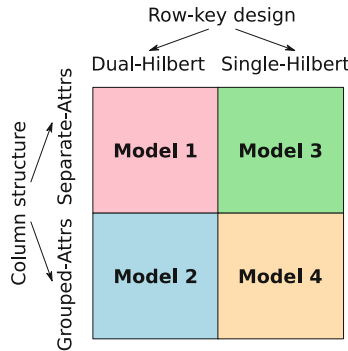 Row-key design
Dual-Hilbert Single-Hilbert
Column structure
Separate-Attrs
Grouped-Attrs
Model 1
Model 3
Model 2
Model 4